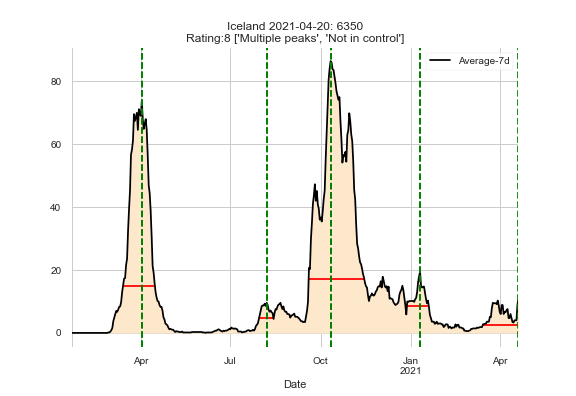 Iceland 2021-04-20: 6350
Rating:8 ['Multiple peaks', 'Not in control']
Average-7d
80
60
40
20
0
Apr
Jul
Oct
Jan
2021
Apr
Date